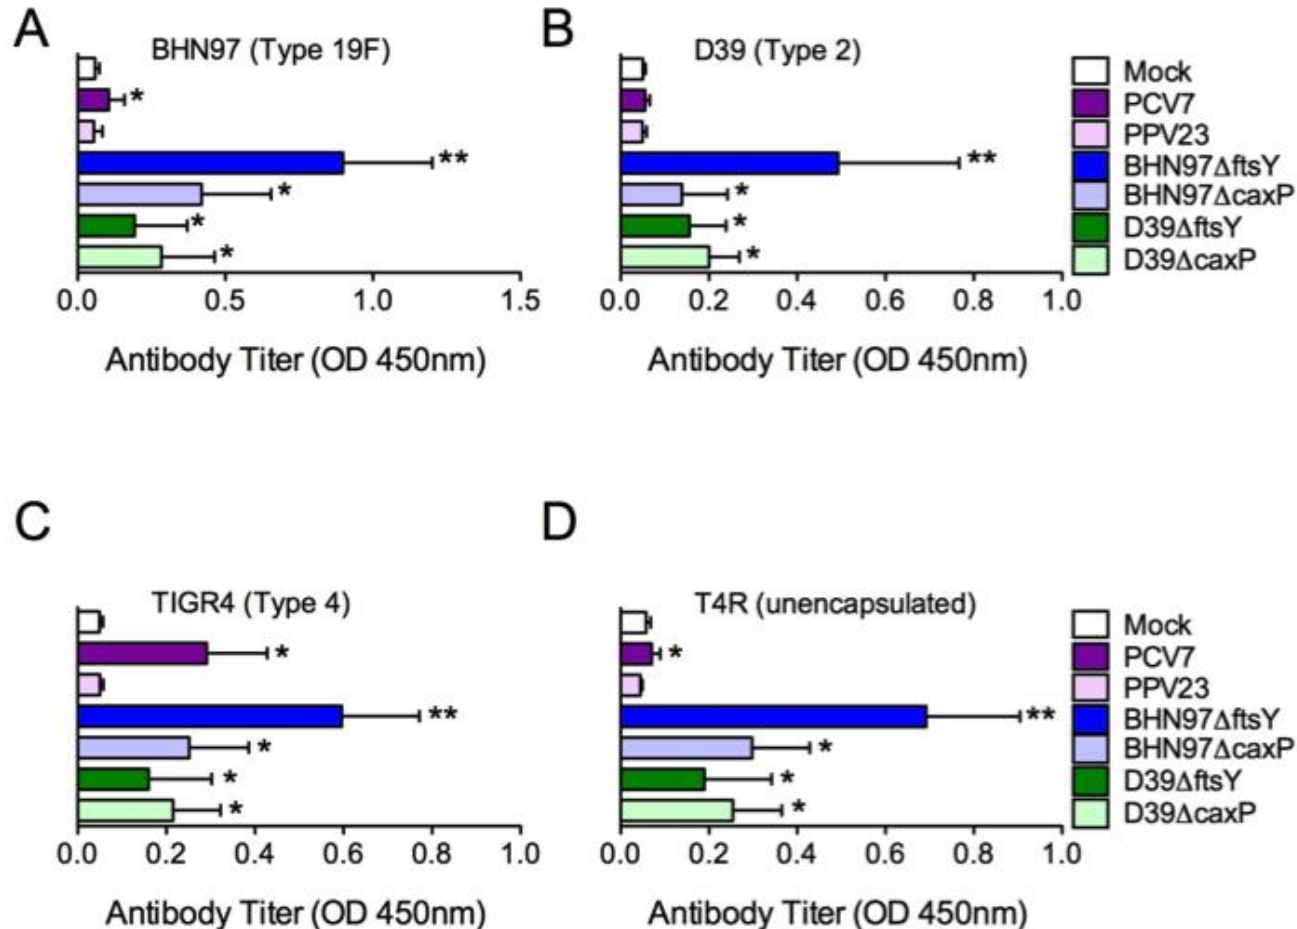 A
BHN97 (Type 19F)
*
**
*
*
*
0.0 0.5 1.0 1.5
Antibody Titer (OD 450nm)
B
D39 (Type 2)
**
*
*
*
0.0 0.2 0.4 0.6 0.8 1.0
Antibody Titer (OD 450nm)
Mock
PCV7
PPV23
BHN97ΔftsY
BHN97ΔcaxP
D39ΔftsY
D39ΔcaxP
C
TIGR4 (Type 4)
*
**
*
*
*
0.0 0.2 0.4 0.6 0.8 1.0
Antibody Titer (OD 450nm)
D
T4R (unencapsulated)
*
**
*
*
*
0.0 0.2 0.4 0.6 0.8 1.0
Antibody Titer (OD 450nm)
Mock
PCV7
PPV23
BHN97ΔftsY
BHN97ΔcaxP
D39ΔftsY
D39ΔcaxP